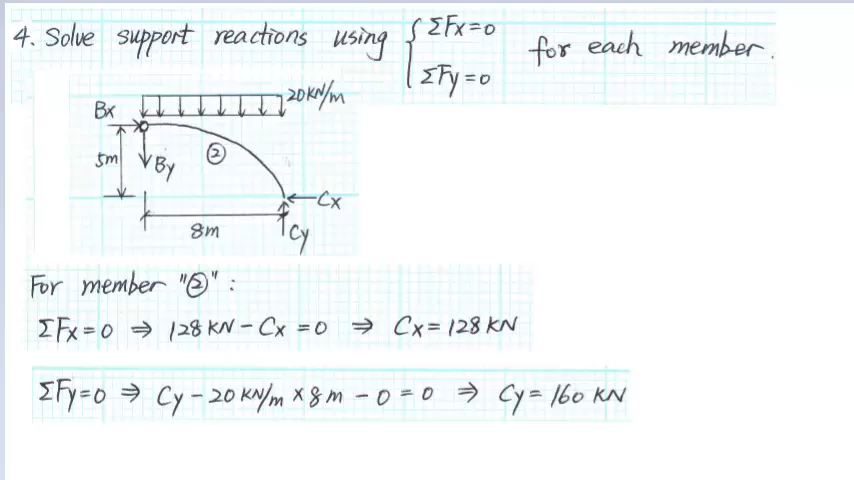 4. Solve support reactions using { ΣFx=0 ΣFy=0 for each member.
20KN/m
Bx
5m
By
②
Cx
8m
Cy
For member "②" :
ΣFx=0 ⇒ 128 KN - Cx = 0 ⇒ Cx = 128 KN
ΣFy=0 ⇒ Cy - 20 KN/m × 8 m - 0 = 0 ⇒ Cy = 160 KN